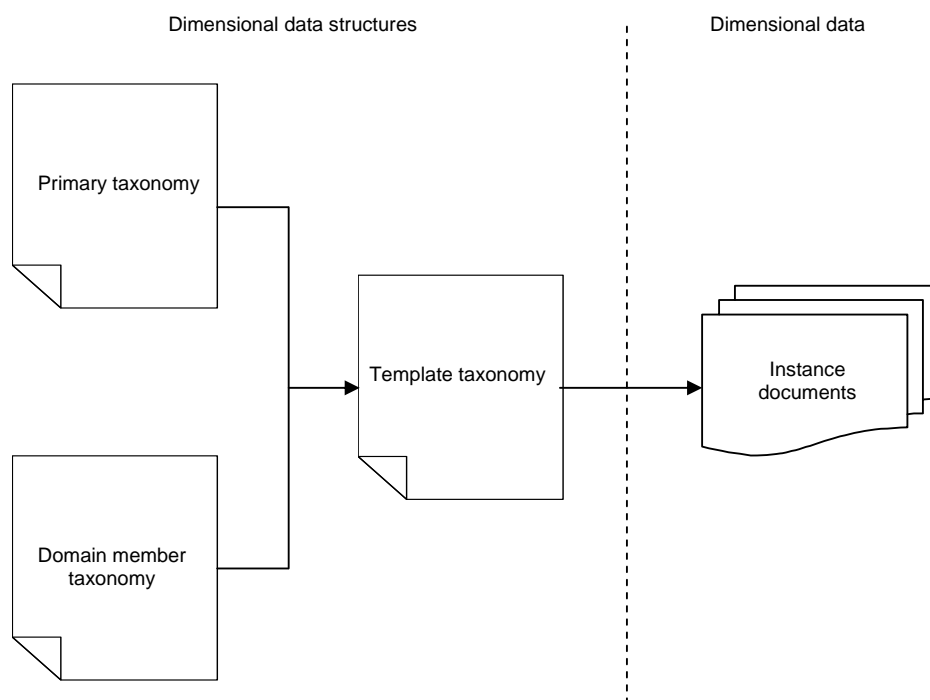 Dimensional data structures
Dimensional data
Primary taxonomy
Template taxonomy
Instance
documents
Domain member
taxonomy